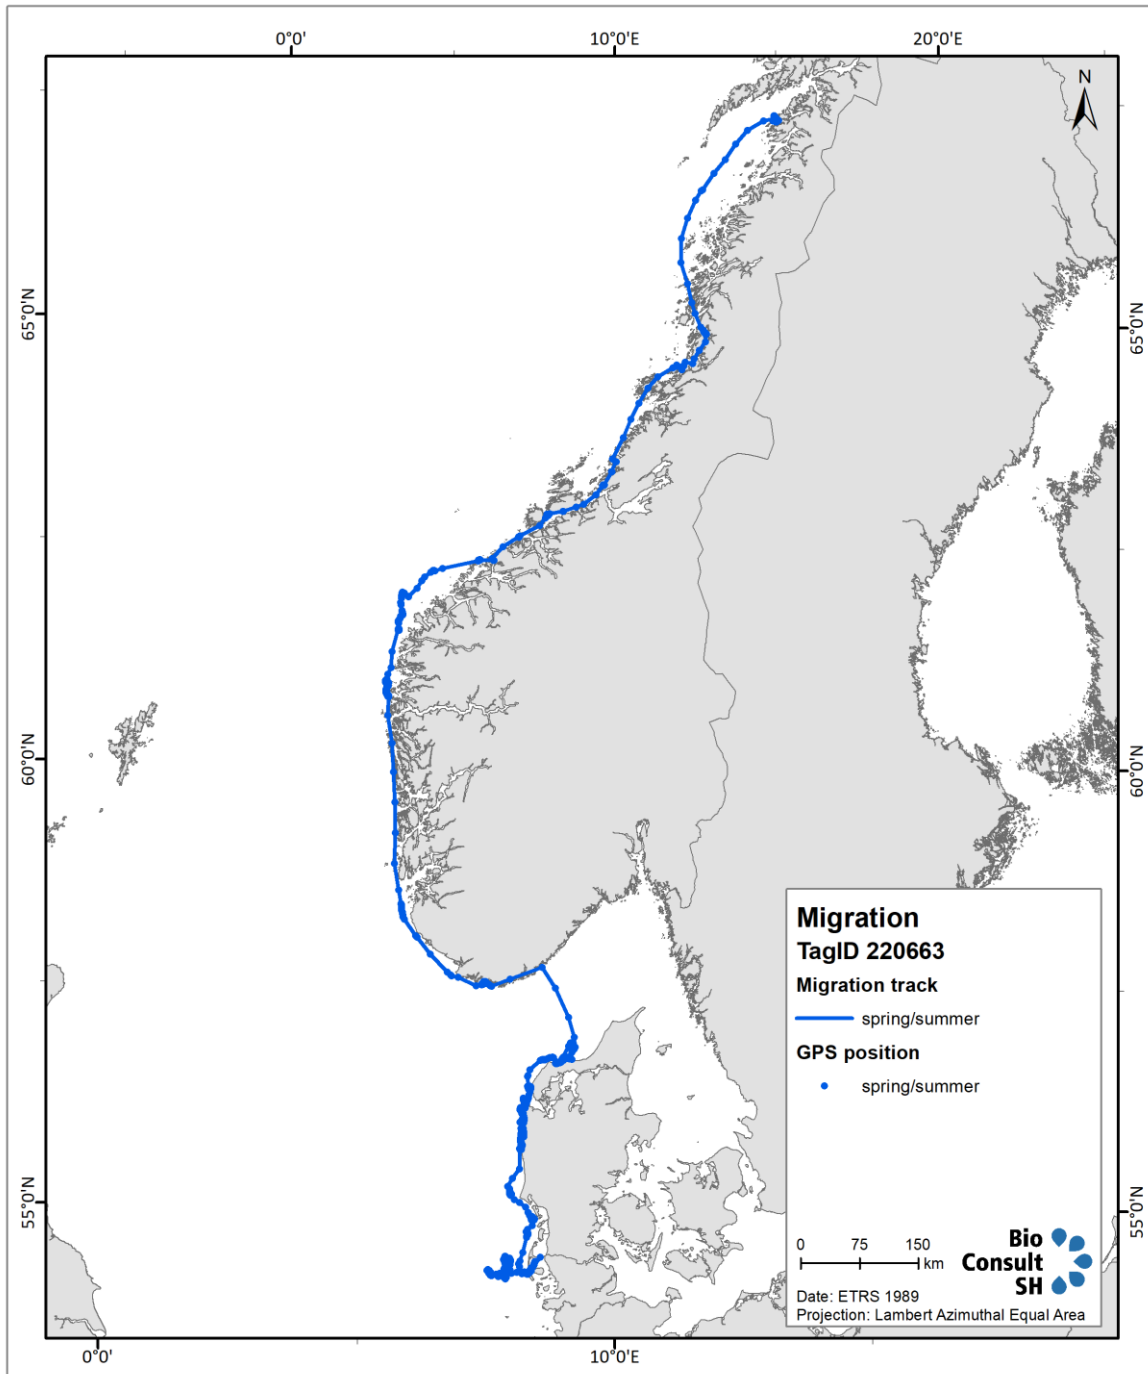 0°0' 10°0'E 20°0'E
N
65°0'N 65°0'N
60°0'N 60°0'N
Migration
TagID 220663
Migration track
spring/summer
GPS position
spring/summer
55°0'N 55°0'N
0 75 150
km
Bio
Consult
SH
Date: ETRS 1989
Projection: Lambert Azimuthal Equal Area
0°0' 10°0'E